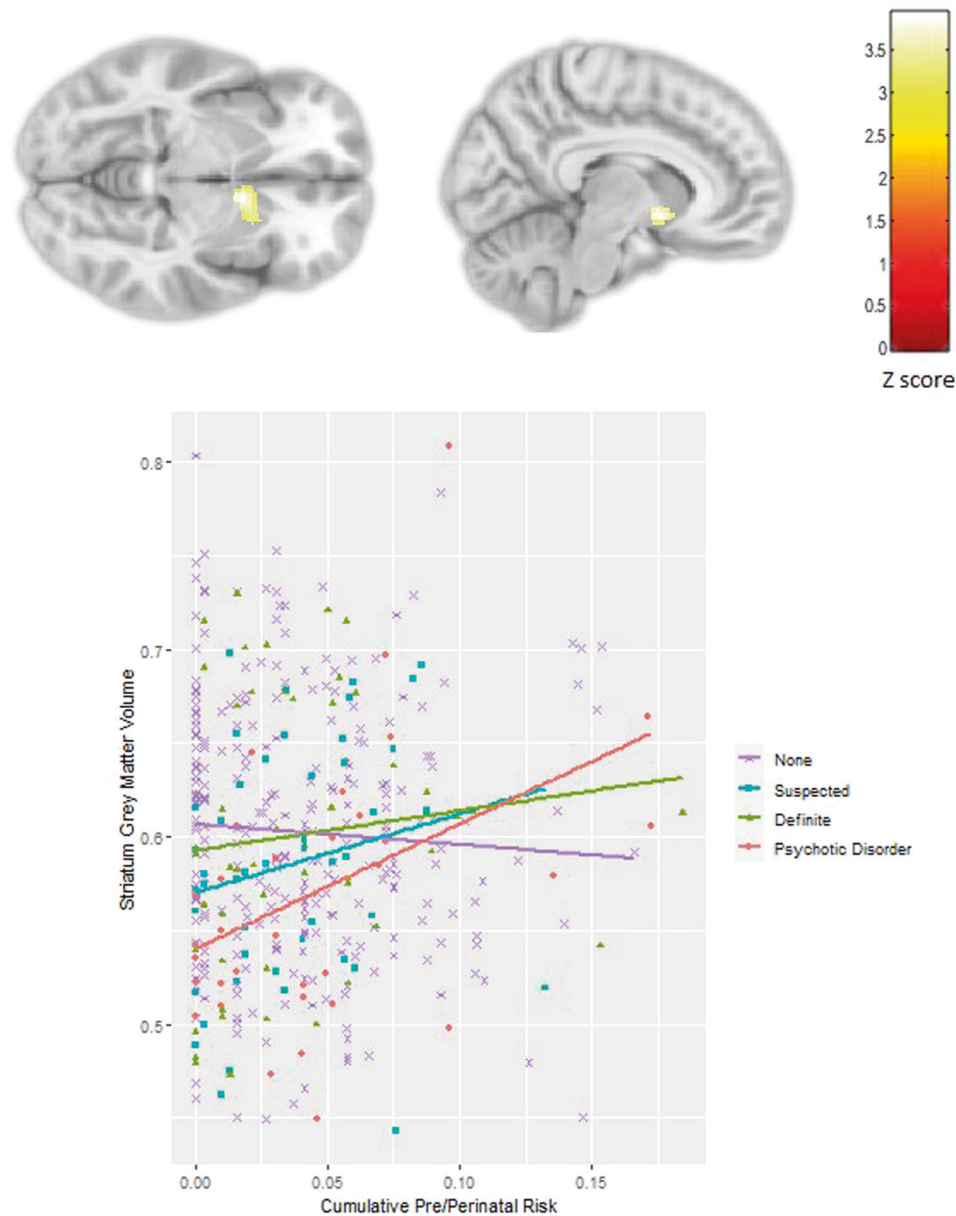 3.5
3
2.5
2
1.5
1
0.5
0
Z score
0.8
0.7
0.6
0.5
Striatum Grey Matter Volume
0.00 0.05 0.10 0.15
Cumulative Pre/Perinatal Risk
None
Suspected
Definite
Psychotic Disorder